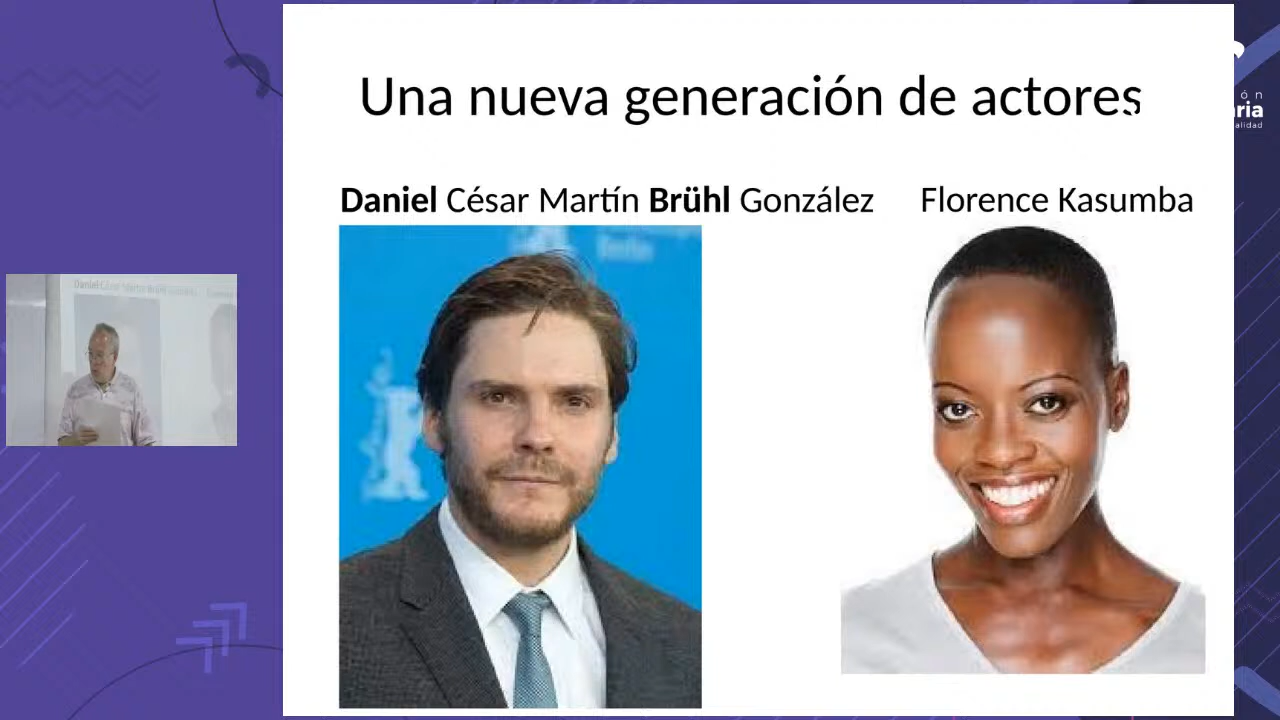 Una nueva generación de actores
Daniel César Martín Brühl González
Florence Kasumba